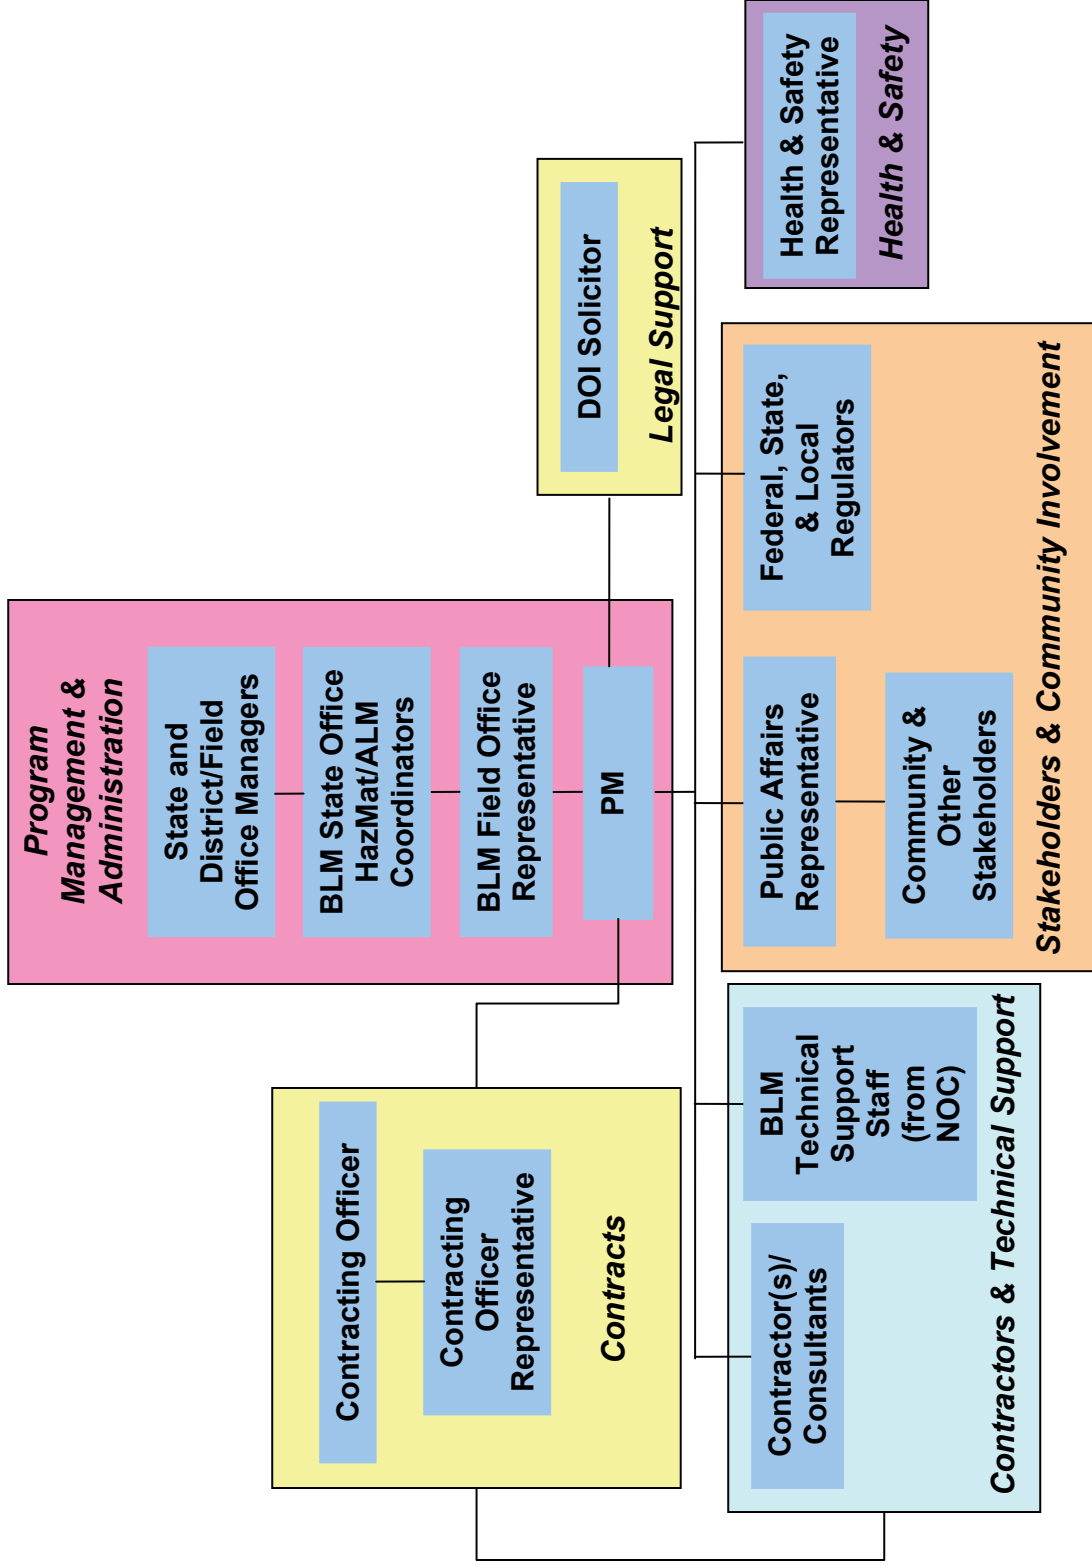 Program
Management &
Administration
State and
District/Field
Office Managers
BLM State Office
HazMat/ALM
Coordinators
BLM Field Office
Representative
PM
Contracting Officer
Contracting
Officer
Representative
Contracts
DOI Solicitor
Legal Support
Contractor(s)/
Consultants
BLM
Technical
Support
Staff
(from
NOC)
Contractors & Technical Support
Public Affairs
Representative
Community &
Other
Stakeholders
Federal, State,
& Local
Regulators
Stakeholders & Community Involvement
Health & Safety
Representative
Health & Safety